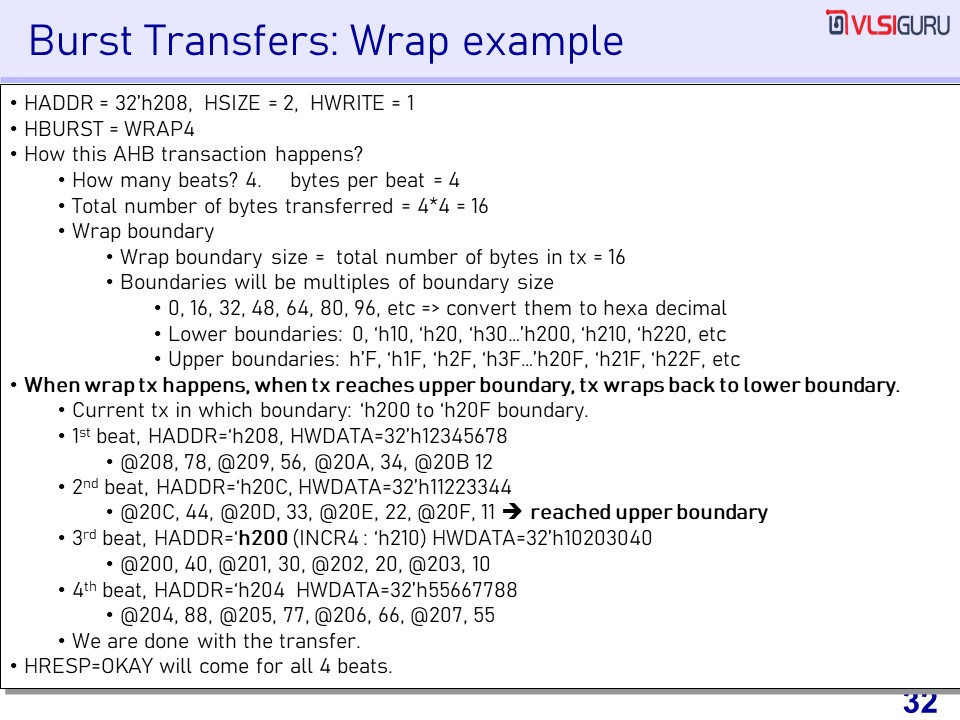 Burst Transfers: Wrap example
VLSIGURU
• HADDR = 32’h208, HSIZE = 2, HWRITE = 1
• HBURST = WRAP4
• How this AHB transaction happens?
• How many beats? 4. bytes per beat = 4
• Total number of bytes transferred = 4*4 = 16
• Wrap boundary
• Wrap boundary size = total number of bytes in tx = 16
• Boundaries will be multiples of boundary size
• 0, 16, 32, 48, 64, 80, 96, etc => convert them to hexa decimal
• Lower boundaries: 0, ‘h10, ‘h20, ‘h30…’h200, ‘h210, ‘h220, etc
• Upper boundaries: h’F, ‘h1F, ‘h2F, ‘h3F…’h20F, ‘h21F, ‘h22F, etc
• When wrap tx happens, when tx reaches upper boundary, tx wraps back to lower boundary.
• Current tx in which boundary: ‘h200 to ‘h20F boundary.
• 1st beat, HADDR=‘h208, HWDATA=32’h12345678
• @208, 78, @209, 56, @20A, 34, @20B 12
• 2nd beat, HADDR=‘h20C, HWDATA=32’h11223344
• @20C, 44, @20D, 33, @20E, 22, @20F, 11 ➔ reached upper boundary
• 3rd beat, HADDR=‘h200 (INCR4 : ‘h210) HWDATA=32’h10203040
• @200, 40, @201, 30, @202, 20, @203, 10
• 4th beat, HADDR=‘h204 HWDATA=32’h55667788
• @204, 88, @205, 77, @206, 66, @207, 55
• We are done with the transfer.
• HRESP=OKAY will come for all 4 beats.
32